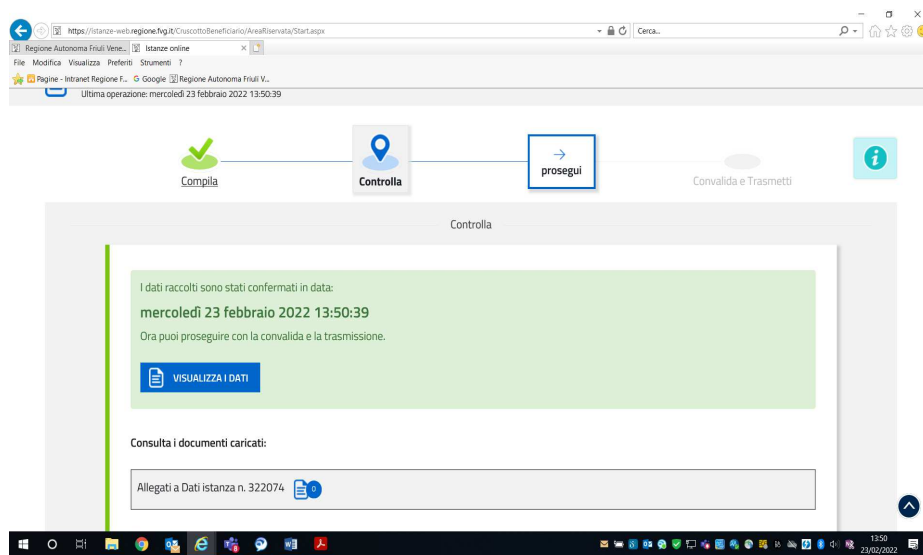 https://istanze-web.regione.fvg.it/CruscottoBeneficiario/AreaRiservata/Start.aspx
Cerca...
Regione Autonoma Friuli Vene...
Istanze online
File Modifica Visualizza Preferiti Strumenti ?
Pagine - Intranet Regione F... Google Regione Autonoma Friuli V...
Ultima operazione: mercoledì 23 febbraio 2022 13:50:39
Compila
Controlla
prosegui
Convalida e Trasmetti
Controlla
I dati raccolti sono stati confermati in data:
mercoledì 23 febbraio 2022 13:50:39
Ora puoi proseguire con la convalida e la trasmissione.
VISUALIZZA I DATI
Consulta i documenti caricati:
Allegati a Dati istanza n. 322074 0
13:50
23/02/2022